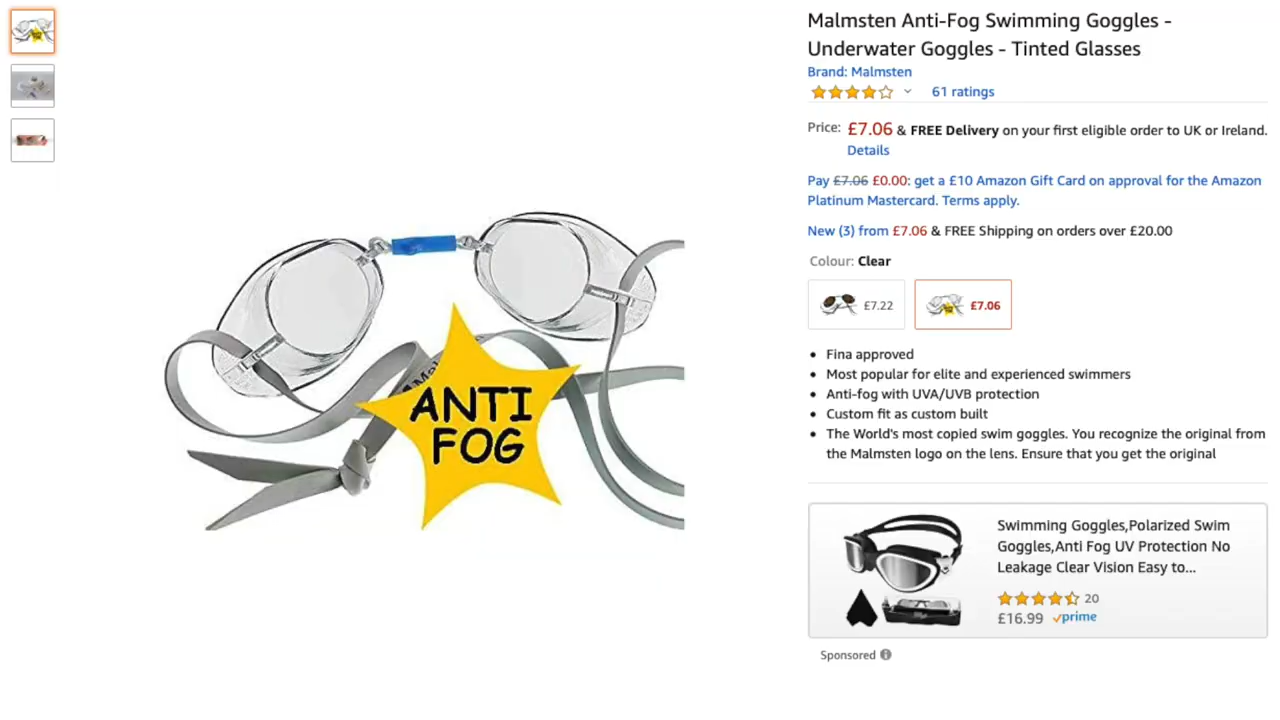 Malmsten Anti-Fog Swimming Goggles -
Underwater Goggles - Tinted Glasses
Brand: Malmsten
61 ratings
Price: £7.06 & FREE Delivery on your first eligible order to UK or Ireland.
Details
Pay £7.06 £0.00: get a £10 Amazon Gift Card on approval for the Amazon
Platinum Mastercard. Terms apply.
New (3) from £7.06 & FREE Shipping on orders over £20.00
Colour: Clear
£7.22
£7.06
ANTI
FOG
• Fina approved
• Most popular for elite and experienced swimmers
• Anti-fog with UVA/UVB protection
• Custom fit as custom built
• The World's most copied swim goggles. You recognize the original from
the Malmsten logo on the lens. Ensure that you get the original
Swimming Goggles,Polarized Swim
Goggles,Anti Fog UV Protection No
Leakage Clear Vision Easy to...
20
£16.99 prime
Sponsored